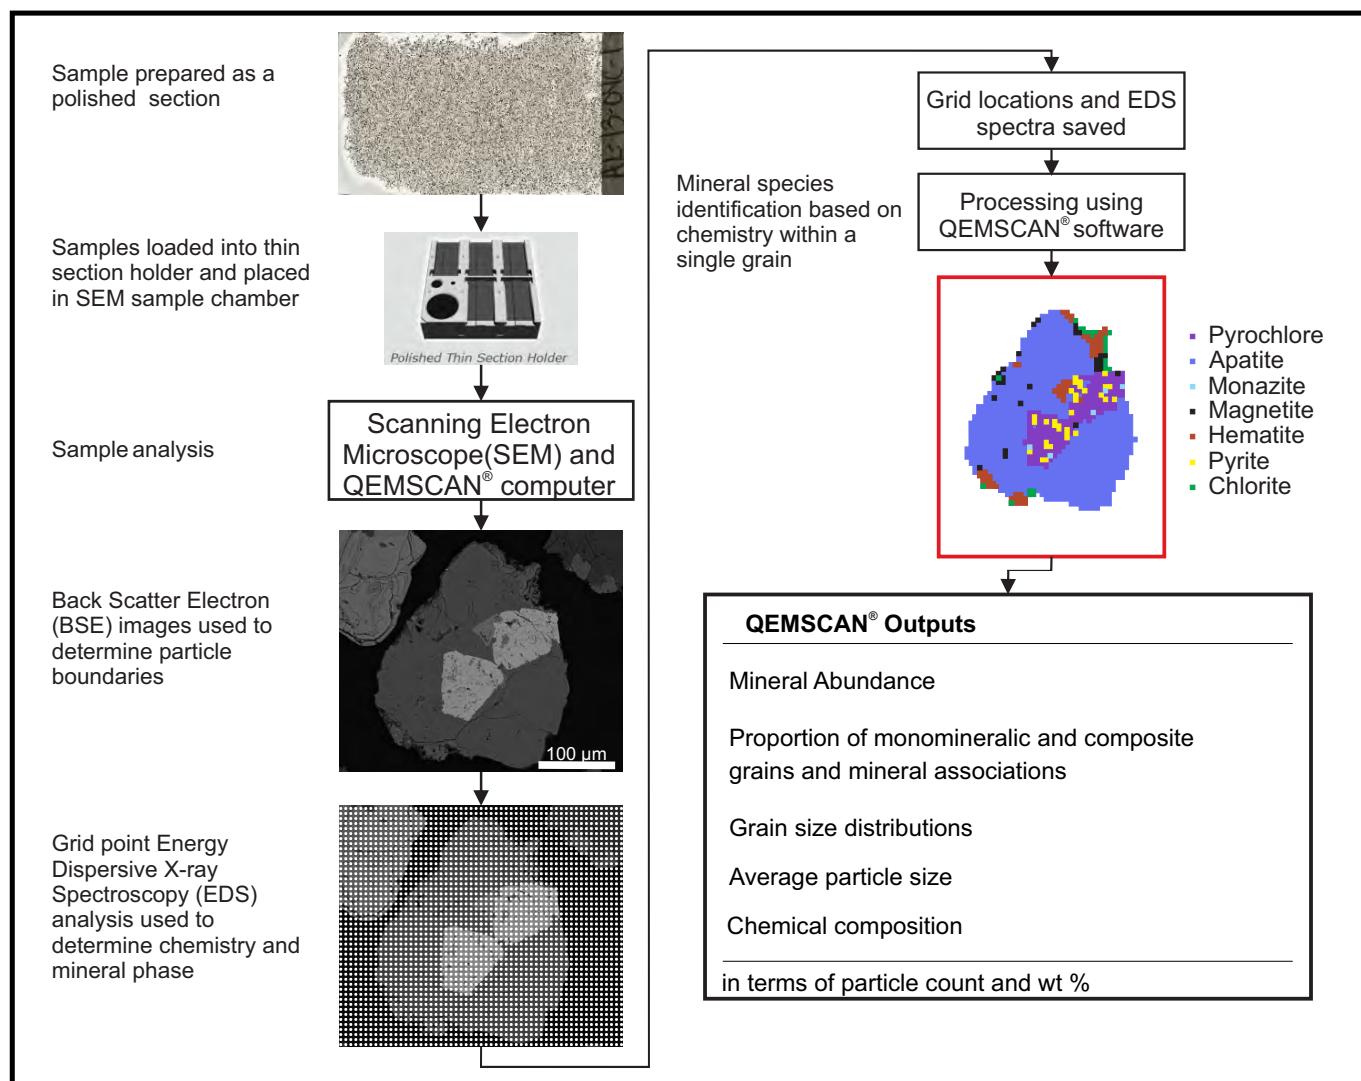 Sample prepared as a
polished section
Samples loaded into thin
section holder and placed
in SEM sample chamber
Polished Thin Section Holder
Sample analysis
Scanning Electron
Microscope(SEM) and
QEMSCAN® computer
Back Scatter Electron
(BSE) images used to
determine particle
boundaries
100 µm
Grid point Energy
Dispersive X-ray
Spectroscopy (EDS)
analysis used to
determine chemistry and
mineral phase
Grid locations and EDS
spectra saved
Mineral species
identification based on
chemistry within a
single grain
Processing using
QEMSCAN® software
Pyrochlore
Apatite
Monazite
Magnetite
Hematite
Pyrite
Chlorite
QEMSCAN® Outputs
Mineral Abundance
Proportion of monomineralic and composite
grains and mineral associations
Grain size distributions
Average particle size
Chemical composition
in terms of particle count and wt %